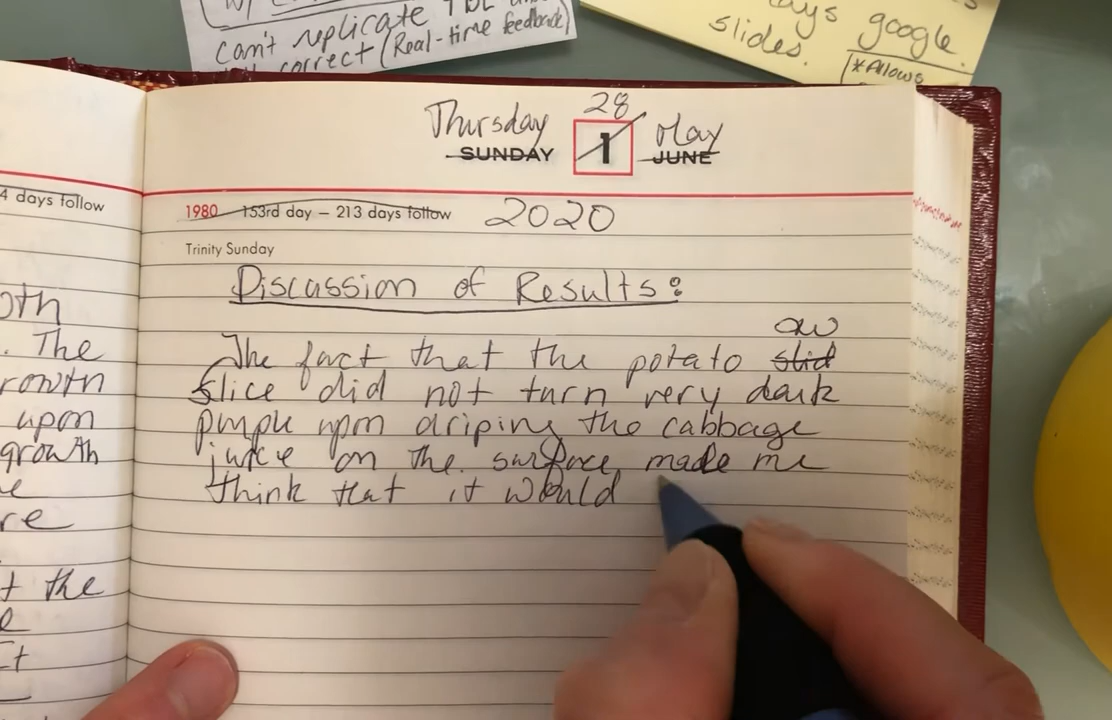 can't replicate
correct (Real-time feedback)
google
slides.
*Allows
28
Thursday 1 May
SUNDAY JUNE
4 days follow
1980 153rd day – 213 days follow 2020
Trinity Sunday
Discussion of Results:
The fact that the potato slid
slice did not turn very dark
purple upon driping the cabbage
juice on the surface, made me
think that it would
. The
upon
growth
the